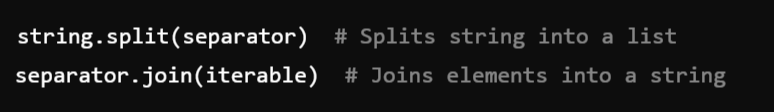 string.split(separator)  # Splits string into a list
separator.join(iterable)  # Joins elements into a string